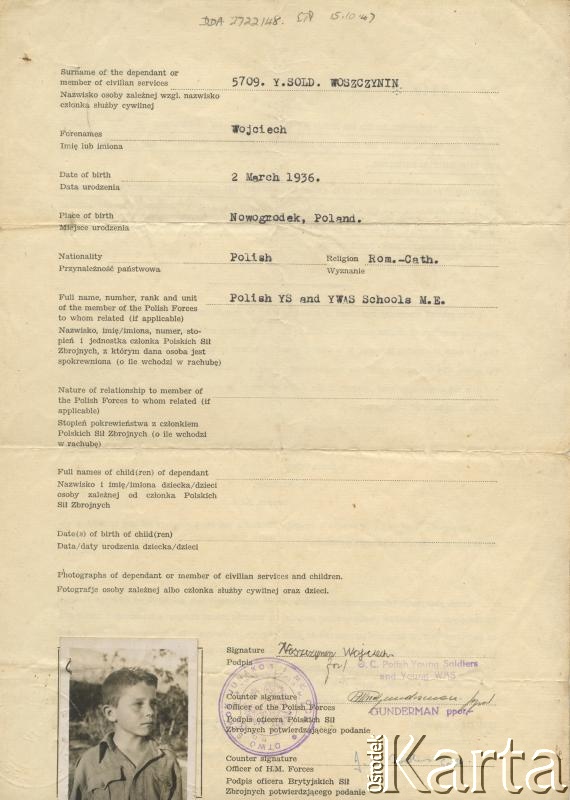 DDA 2722148. 15.10.47
Surname of the dependant or
member of civilian services 5709. Y.SOLD. WOSZCZYNIN
Nazwisko osoby zależnej wzgl. nazwisko
członka służby cywilnej
Forenames Wojciech
Imię lub imiona
Date of birth 2 March 1936.
Data urodzenia
Place of birth Nowogrodek, Poland.
Miejsce urodzenia
Nationality Polish Religion Rom.-Cath.
Przynależność państwowa Wyznanie
Full name, number, rank and unit Polish YS and YWAS Schools M.E.
of the member of the Polish Forces
to whom related (if applicable)
Nazwisko, imię/imiona, numer, sto-
pień i jednostka członka Polskich Sił
Zbrojnych, z którym dana osoba jest
spokrewniona (o ile wchodzi w rachubę)
Nature of relationship to member of
the Polish Forces to whom related (if
applicable)
Stopień pokrewieństwa z członkiem
Polskich Sił Zbrojnych (o ile wchodzi
w rachubę)
Full names of child(ren) of dependant
Nazwisko i imię/imiona dziecka/dzieci
osoby zależnej od członka Polskich
Sił Zbrojnych
Date(s) of birth of child(ren)
Data/daty urodzenia dziecka/dzieci
Photographs of dependant or member of civilian services and children.
Fotografje osoby zależnej albo członka służby cywilnej oraz dzieci.
Signature Woszczynin Wojciech
Podpis for/ O. C. Polish Young Soldiers
and Young WAS
Counter signature
Officer of the Polish Forces GUNDERMAN ppor.
Podpis oficera Polskich Sił
Zbrojnych potwierdzającego podanie
Counter signature
Officer of H.M. Forces
Podpis oficera Brytyjskich Sił
Zbrojnych potwierdzającego podanie
Ośrodek Karta